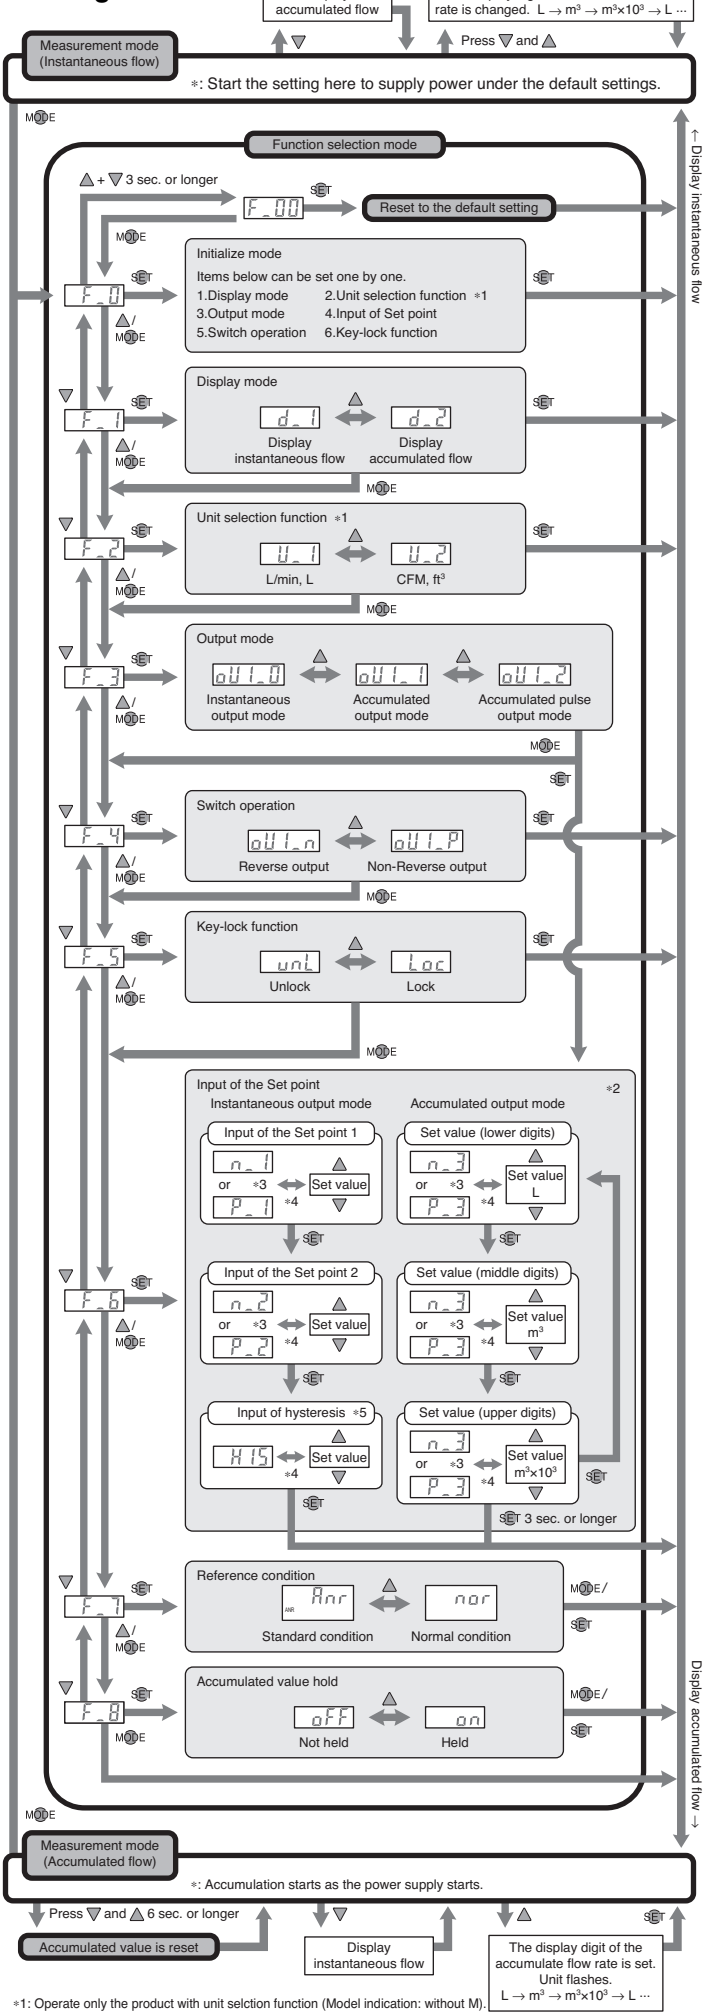 accumulated flow
rate is changed. L → m³ → m³×10³ → L ···
Measurement mode
(Instantaneous flow)
▽
Press ▽ and △
*: Start the setting here to supply power under the default settings.
MODE
Function selection mode
← Display instantaneous flow
△ + ▽ 3 sec. or longer
SET
F_00
Reset to the default setting
MODE
Initialize mode
Items below can be set one by one.
1.Display mode 2.Unit selection function *1
3.Output mode 4.Input of Set point
5.Switch operation 6.Key-lock function
SET
SET
F_0
△/
MODE
Display mode
▽
SET
F_1
d_1
△
d_2
SET
Display
instantaneous flow
Display
accumulated flow
△/
MODE
MODE
Unit selection function *1
▽
SET
F_2
U_1
△
U_2
SET
L/min, L
CFM, ft³
△/
MODE
MODE
Output mode
▽
SET
F_3
oU1_0
△
oU1_1
△
oU1_2
Instantaneous
output mode
Accumulated
output mode
Accumulated pulse
output mode
△/
MODE
MODE
SET
Switch operation
▽
SET
F_4
oU1_n
△
oU1_P
SET
Reverse output
Non-Reverse output
△/
MODE
MODE
Key-lock function
▽
SET
F_5
unL
△
Loc
SET
Unlock
Lock
△/
MODE
MODE
Input of the Set point
*2
Instantaneous output mode
Accumulated output mode
Input of the Set point 1
n_1
or *3
P_1
*4
△
Set value
▽
SET
Set value (lower digits)
n_3
or *3
P_3
*4
△
Set value
L
▽
SET
▽
SET
F_6
△/
MODE
Input of the Set point 2
n_2
or *3
P_2
*4
△
Set value
▽
SET
Set value (middle digits)
n_3
or *3
P_3
*4
△
Set value
m³
▽
SET
Input of hysteresis *5
H15
*4
△
Set value
▽
SET
Set value (upper digits)
n_3
or *3
P_3
*4
△
Set value
m³×10³
▽
SET
SET 3 sec. or longer
Reference condition
▽
SET
F_7
Anr
ANR
△
nor
MODE/
SET
Standard condition
Normal condition
△/
MODE
Accumulated value hold
▽
SET
F_8
oFF
△
on
MODE/
SET
Not held
Held
MODE
Display accumulated flow →
MODE
Measurement mode
(Accumulated flow)
*: Accumulation starts as the power supply starts.
Press ▽ and △ 6 sec. or longer
▽
△
SET
Accumulated value is reset
Display
instantaneous flow
The display digit of the
accumulate flow rate is set.
Unit flashes.
L → m³ → m³×10³ → L ···
*1: Operate only the product with unit selction function (Model indication: without M).